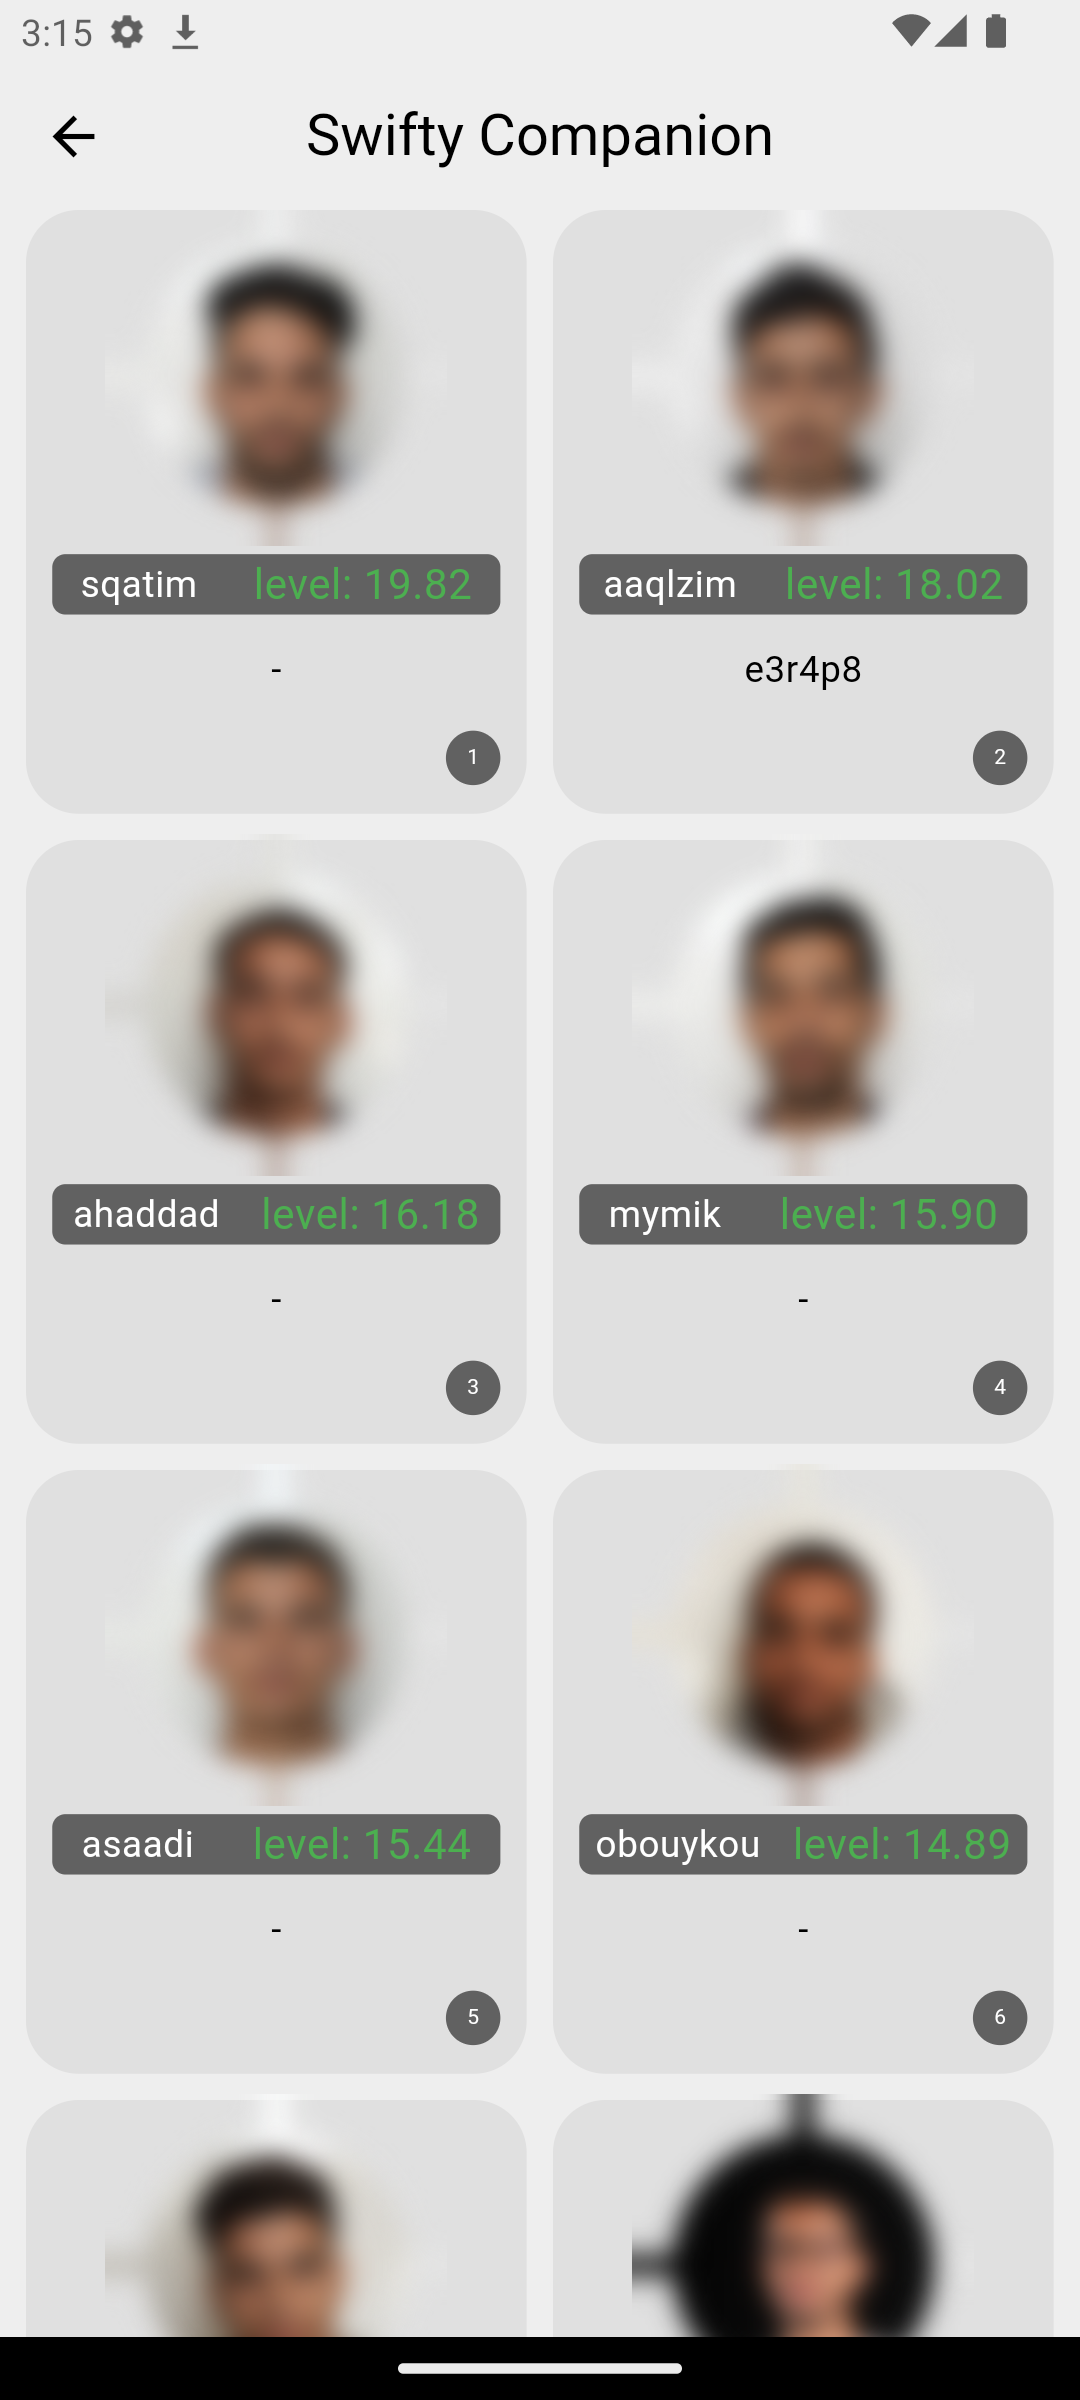 3:15
Swifty Companion
sqatim level: 19.82
-
1
aaqlzim level: 18.02
e3r4p8
2
ahaddad level: 16.18
-
3
mymik level: 15.90
-
4
asaadi level: 15.44
-
5
obouykou level: 14.89
-
6